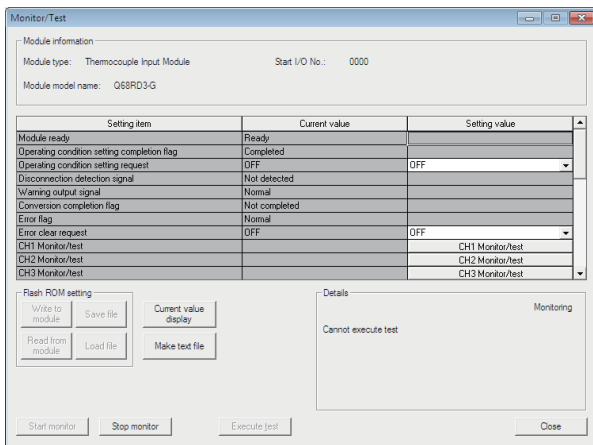 Monitor/Test
Module information
Module type: Thermocouple Input Module Start I/O No.: 0000
Module model name: Q68RD3-G
Setting item Current value Setting value
Module ready Ready
Operating condition setting completion flag Completed
Operating condition setting request OFF OFF
Disconnection detection signal Not detected
Warning output signal Normal
Conversion completion flag Not completed
Error flag Normal
Error clear request OFF OFF
CH1 Monitor/test CH1 Monitor/test
CH2 Monitor/test CH2 Monitor/test
CH3 Monitor/test CH3 Monitor/test
Flash ROM setting
Write to
module
Save file
Current value
display
Read from
module
Load file
Make text file
Details
Monitoring
Cannot execute test
Start monitor Stop monitor Execute test Close